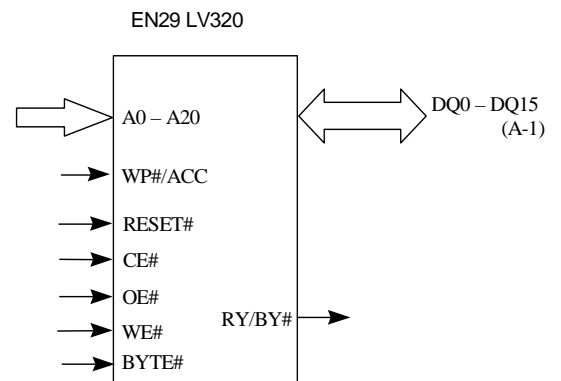 EN29 LV320
A0 – A20
DQ0 – DQ15
(A-1)
WP#/ACC
RESET#
CE#
OE#
RY/BY#
WE#
BYTE#